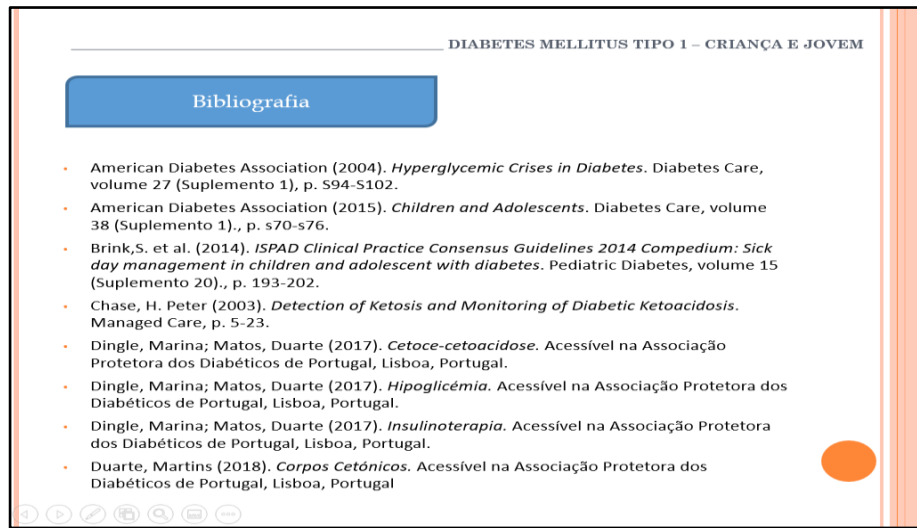 DIABETES MELLITUS TIPO 1 – CRIANÇA E JOVEM
Bibliografia
• American Diabetes Association (2004). Hyperglycemic Crises in Diabetes. Diabetes Care,
volume 27 (Suplemento 1), p. S94-S102.
• American Diabetes Association (2015). Children and Adolescents. Diabetes Care, volume
38 (Suplemento 1)., p. s70-s76.
• Brink,S. et al. (2014). ISPAD Clinical Practice Consensus Guidelines 2014 Compedium: Sick
day management in children and adolescent with diabetes. Pediatric Diabetes, volume 15
(Suplemento 20)., p. 193-202.
• Chase, H. Peter (2003). Detection of Ketosis and Monitoring of Diabetic Ketoacidosis.
Managed Care, p. 5-23.
• Dingle, Marina; Matos, Duarte (2017). Cetoce-cetoacidose. Acessível na Associação
Protetora dos Diabéticos de Portugal, Lisboa, Portugal.
• Dingle, Marina; Matos, Duarte (2017). Hipoglicémia. Acessível na Associação Protetora dos
Diabéticos de Portugal, Lisboa, Portugal.
• Dingle, Marina; Matos, Duarte (2017). Insulinoterapia. Acessível na Associação Protetora
dos Diabéticos de Portugal, Lisboa, Portugal.
• Duarte, Martins (2018). Corpos Cetónicos. Acessível na Associação Protetora dos
Diabéticos de Portugal, Lisboa, Portugal